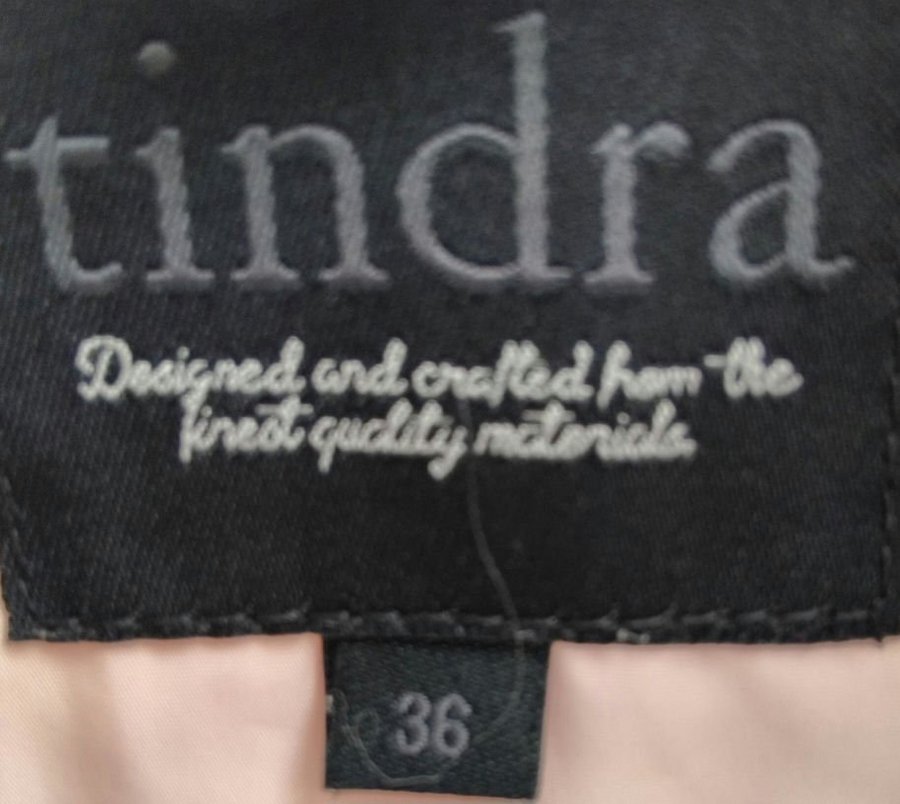 tindra
Designed and crafted from the
finest quality materials.
36